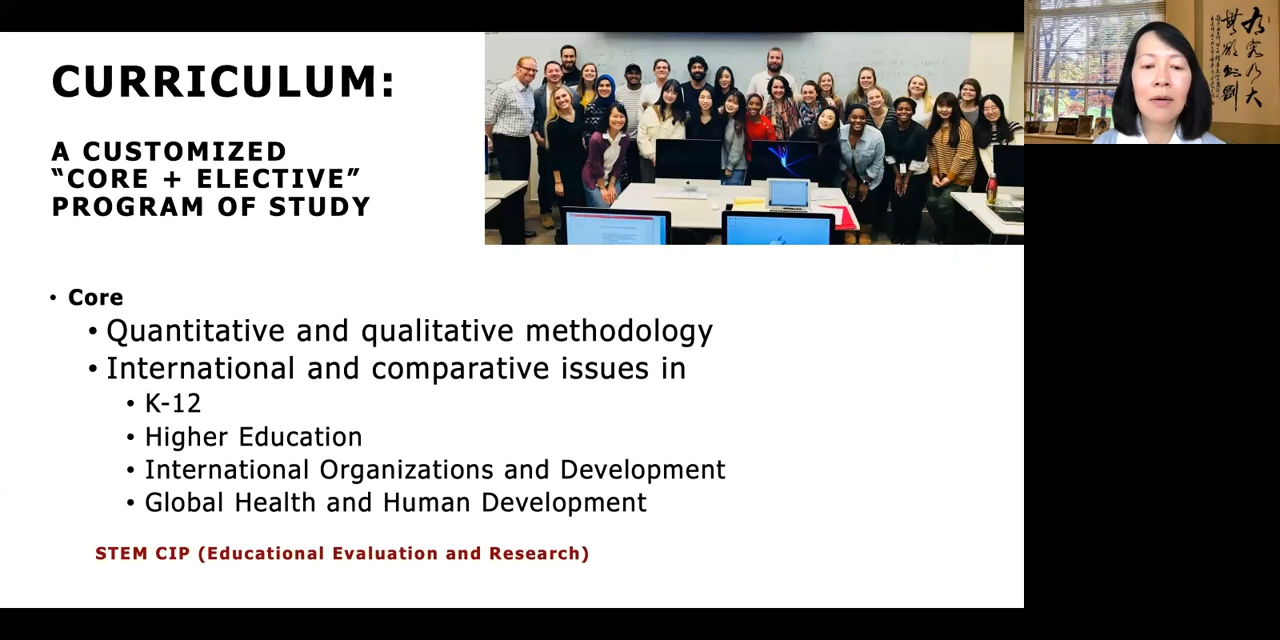 CURRICULUM:
A CUSTOMIZED
“CORE + ELECTIVE”
PROGRAM OF STUDY
• Core
• Quantitative and qualitative methodology
• International and comparative issues in
• K-12
• Higher Education
• International Organizations and Development
• Global Health and Human Development
STEM CIP (Educational Evaluation and Research)